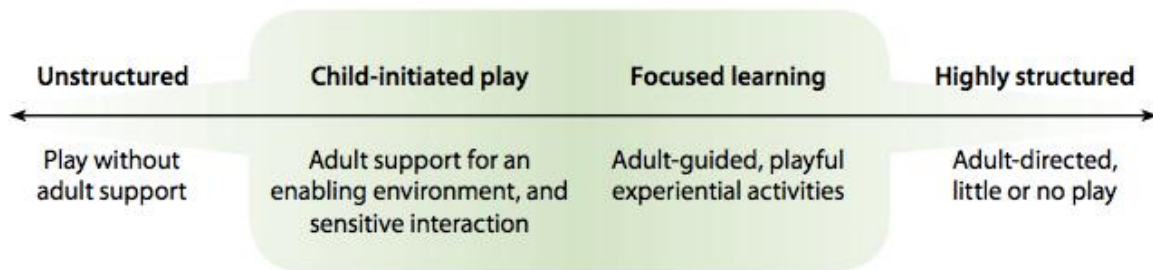 Unstructured
Child-initiated play
Focused learning
Highly structured
Play without
adult support
Adult support for an
enabling environment, and
sensitive interaction
Adult-guided, playful
experiential activities
Adult-directed,
little or no play